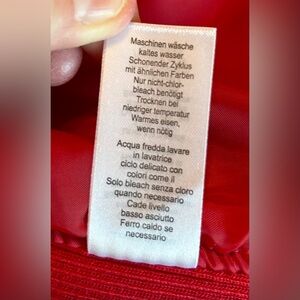 Maschinen wäsche
kaltes wasser
Schonender Zyklus
mit ähnlichen Farben
Nur nicht-chlor-
bleach benötigt
Trocknen bei
niedriger temperatur
Warmes eisen,
wenn nötig
Acqua fredda lavare
in lavatrice
ciclo delicato con
colori come il
Solo bleach senza cloro
quando necessario
Cade livello
basso asciutto
Ferro caldo se
necessario